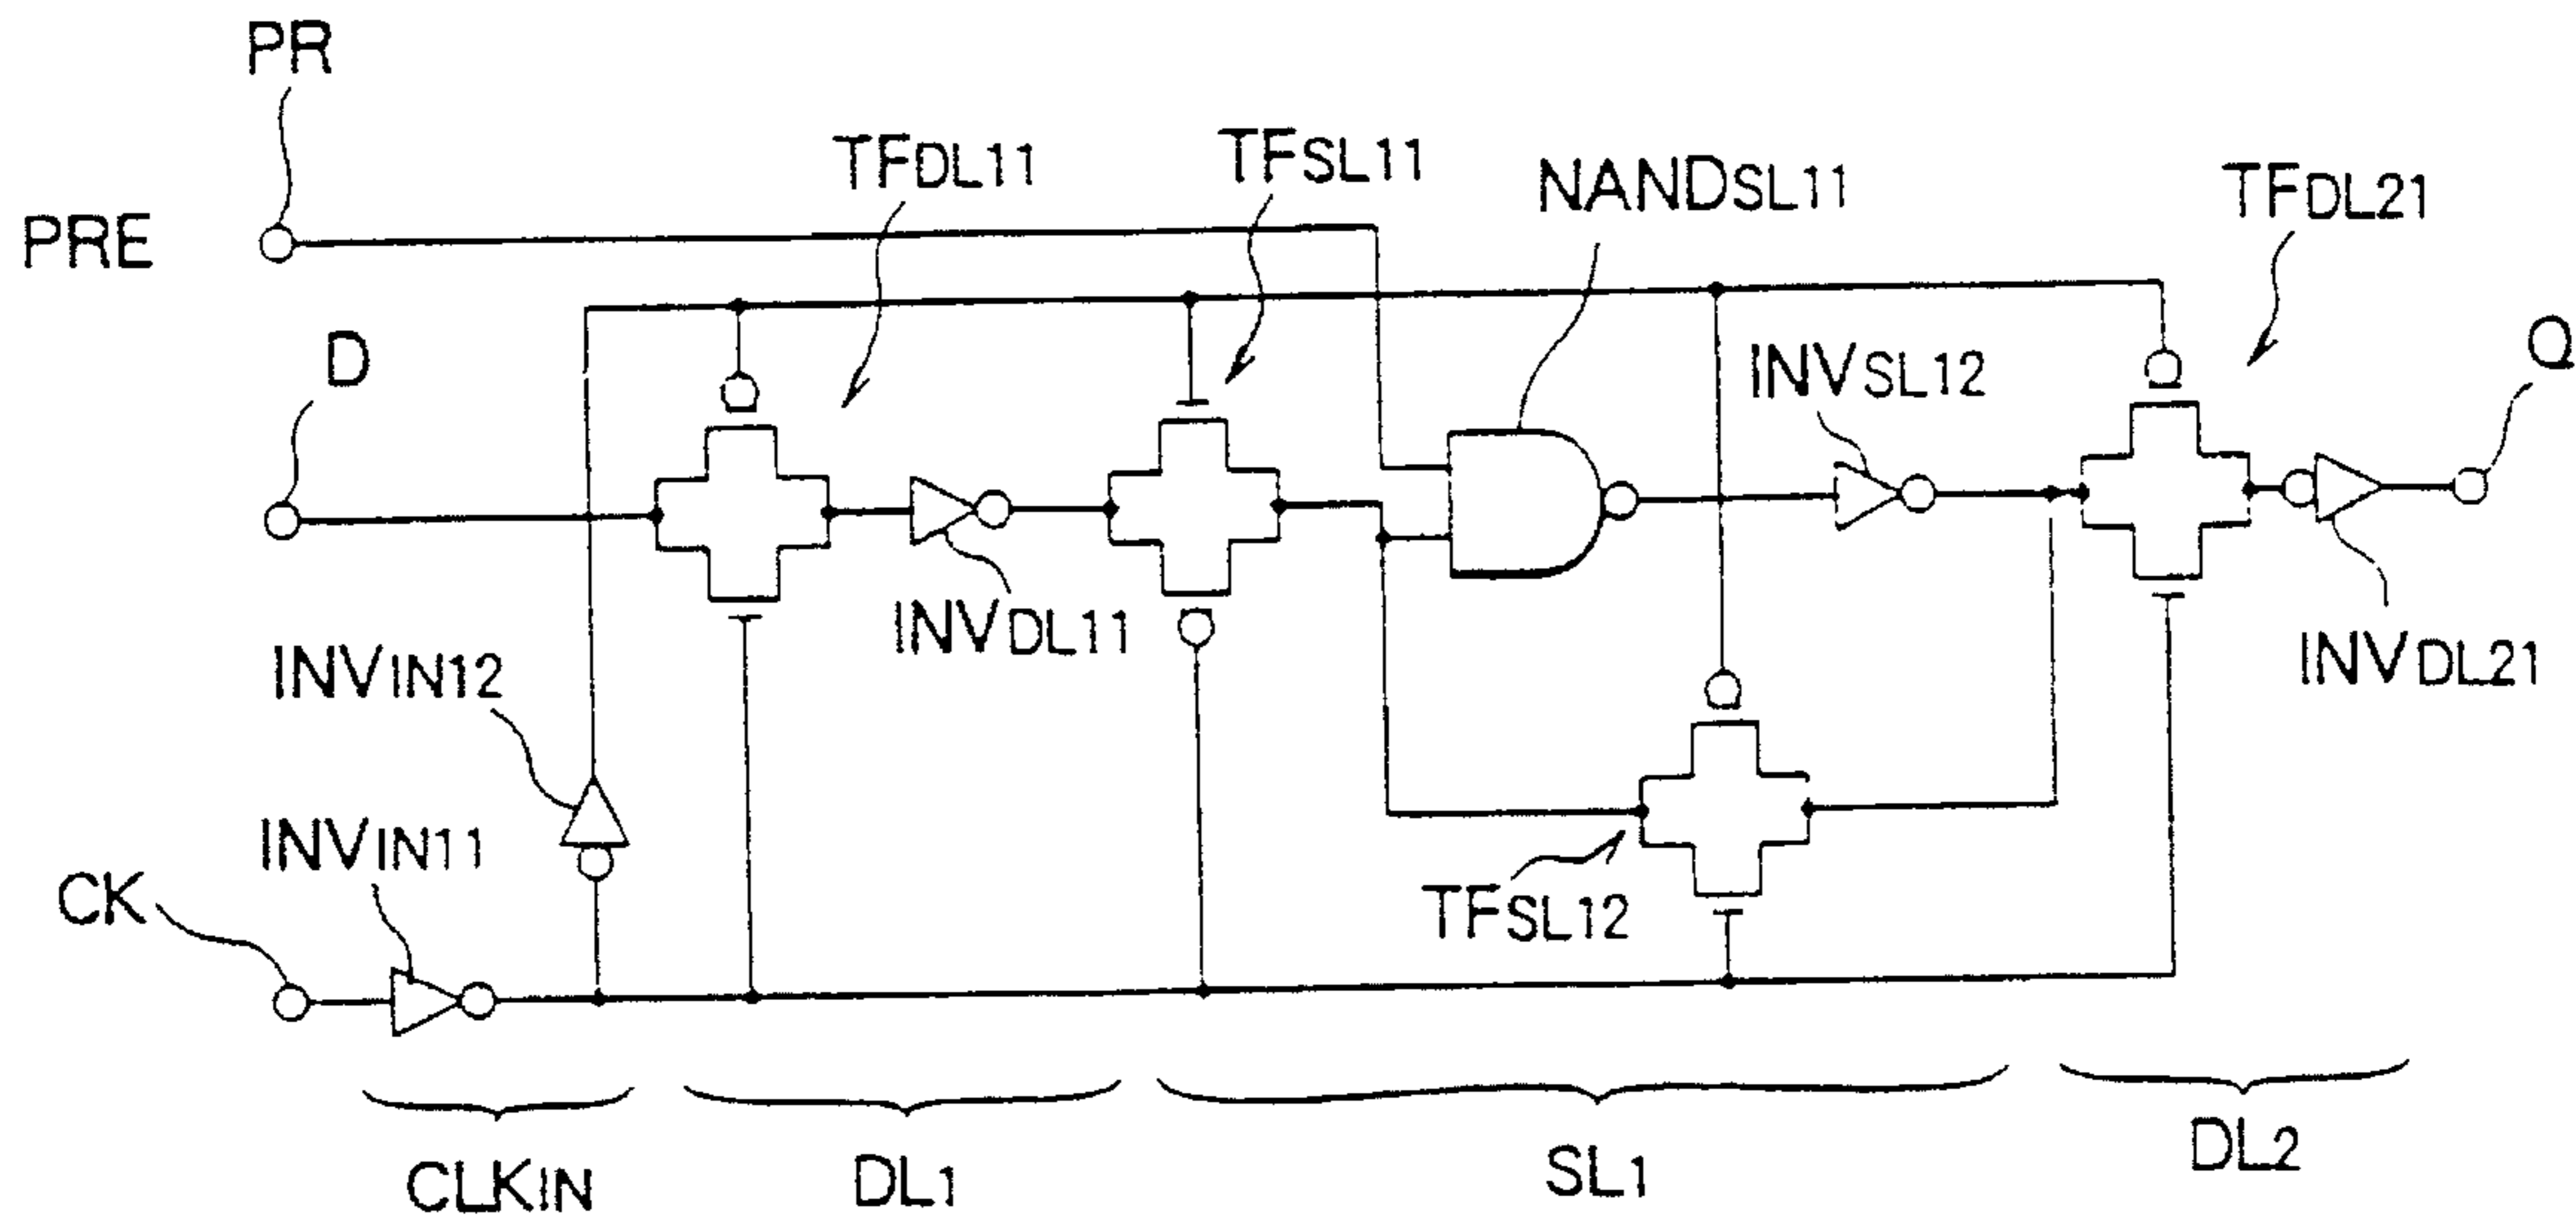 PR
TFDL11
TFSL11
NANDSL11
TFDL21
PRE
D
INVSL12
Q
INVDL11
INVIN12
INVDL21
INVIN11
CK
TFSL12
CLKIN
DL1
SL1
DL2